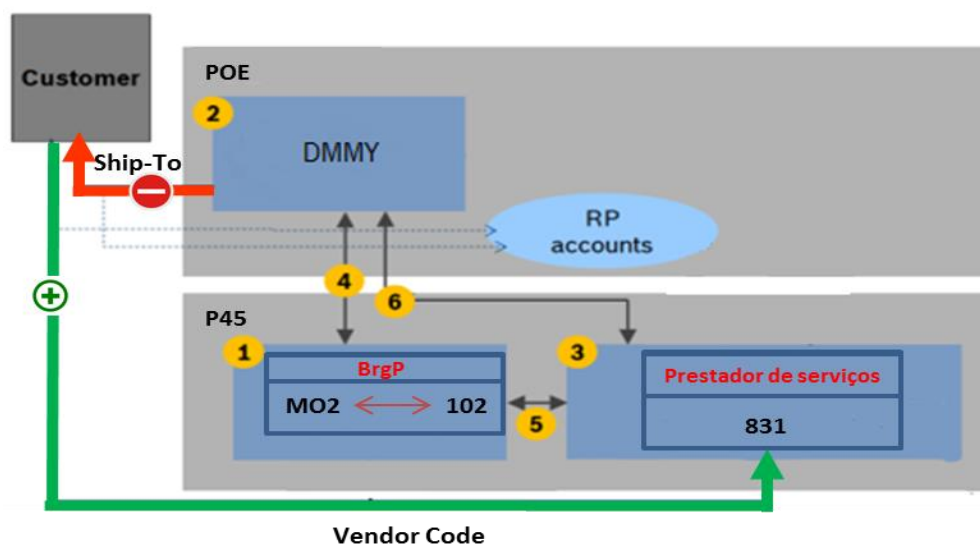 Customer
POE
2
DMMY
Ship-To
RP
accounts
4
6
P45
1
BrgP
MO2
102
5
3
Prestador de serviços
831
Vendor Code